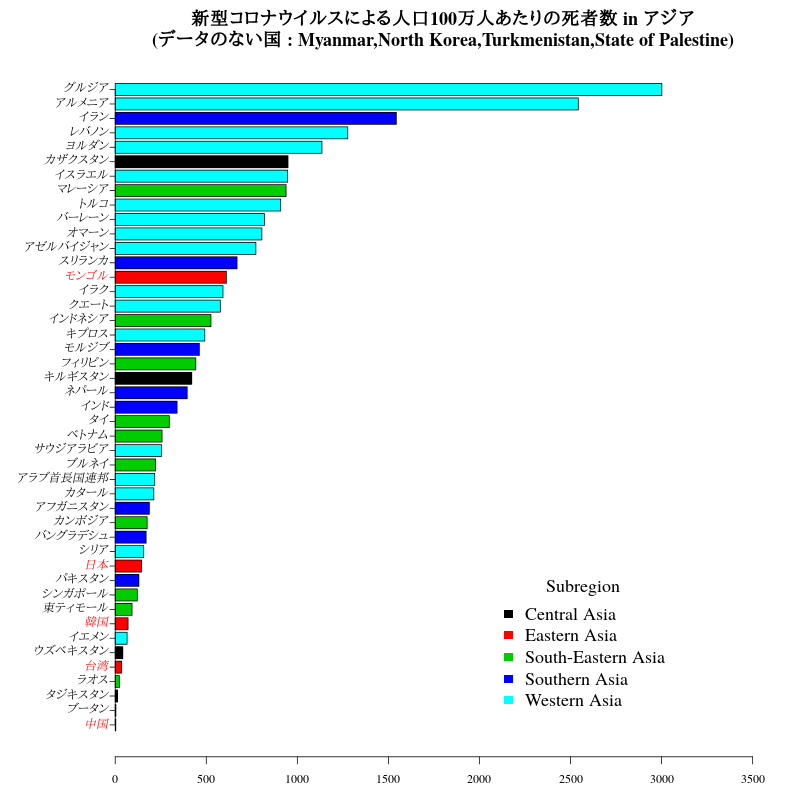 新型コロナウイルスによる人口100万人あたりの死者数 in アジア
(データのない国 : Myanmar,North Korea,Turkmenistan,State of Palestine)
グルジア
アルメニア
イラン
レバノン
ヨルダン
カザクスタン
イスラエル
マレーシア
トルコ
バーレーン
オマーン
アゼルバイジャン
スリランカ
モンゴル
イラク
クエート
インドネシア
キプロス
モルジブ
フィリピン
キルギスタン
ネパール
インド
タイ
ベトナム
サウジアラビア
ブルネイ
アラブ首長国連邦
カタール
アフガニスタン
カンボジア
バングラデシュ
シリア
日本
パキスタン
シンガポール
東ティモール
韓国
イエメン
ウズベキスタン
台湾
ラオス
タジキスタン
ブータン
中国
Subregion
Central Asia
Eastern Asia
South-Eastern Asia
Southern Asia
Western Asia
0 500 1000 1500 2000 2500 3000 3500